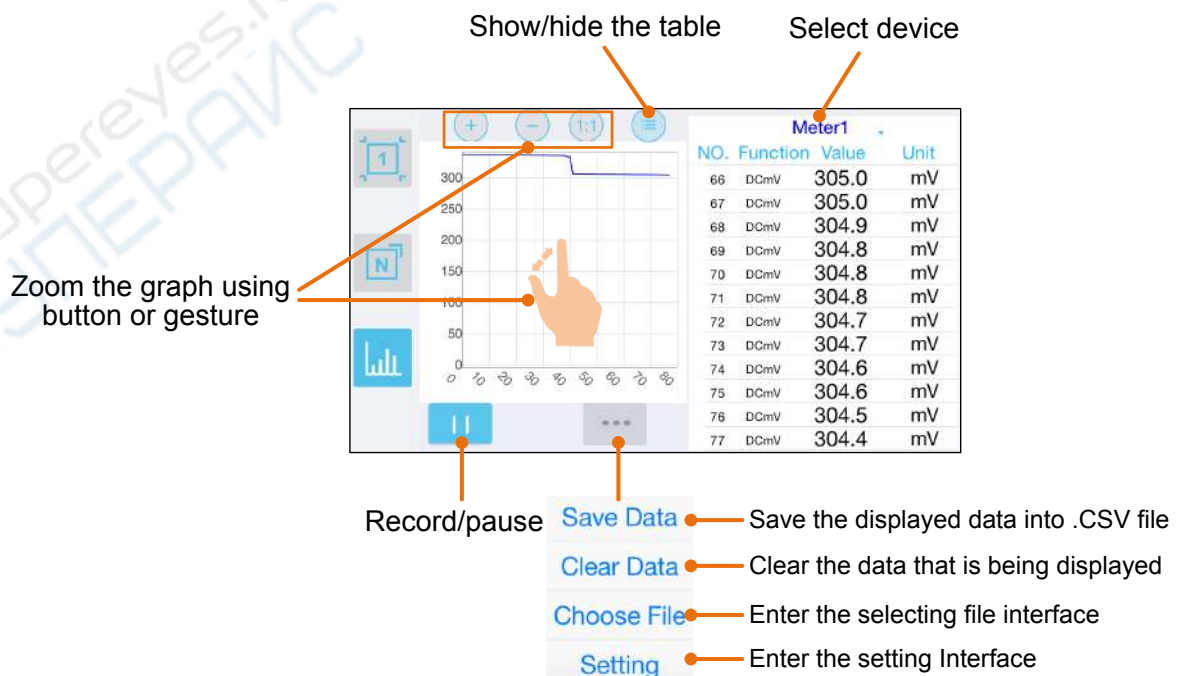 Show/hide the table
Select device
+ − 1:1
Meter1
NO. Function Value Unit
66 DCmV 305.0 mV
67 DCmV 305.0 mV
68 DCmV 304.9 mV
69 DCmV 304.8 mV
70 DCmV 304.8 mV
71 DCmV 304.8 mV
72 DCmV 304.7 mV
73 DCmV 304.7 mV
74 DCmV 304.6 mV
75 DCmV 304.6 mV
76 DCmV 304.5 mV
77 DCmV 304.4 mV
1
N
300
250
200
150
100
50
0
0 10 20 30 40 50 60 70 80
Zoom the graph using
button or gesture
Record/pause
Save Data
Save the displayed data into .CSV file
Clear Data
Clear the data that is being displayed
Choose File
Enter the selecting file interface
Setting
Enter the setting Interface